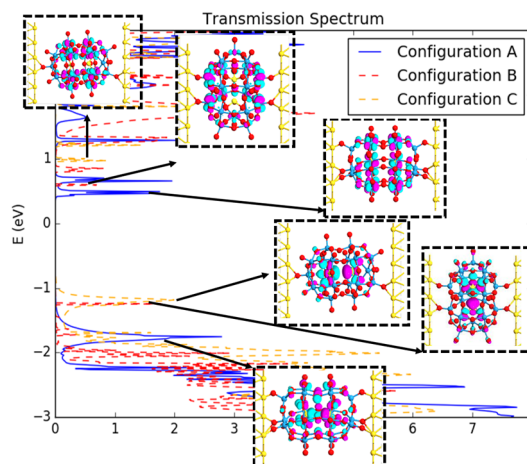 Transmission Spectrum
Configuration A
Configuration B
Configuration C
E (eV)
1
0
−1
−2
−3
0
1
2
3
6
7